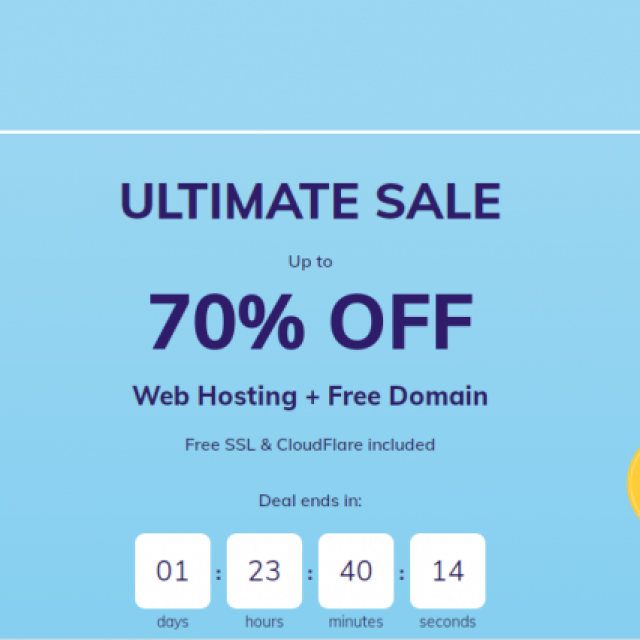 ULTIMATE SALE
Up to
70% OFF
Web Hosting + Free Domain
Free SSL & CloudFlare included
Deal ends in:
01 : 23 : 40 : 14
days hours minutes seconds